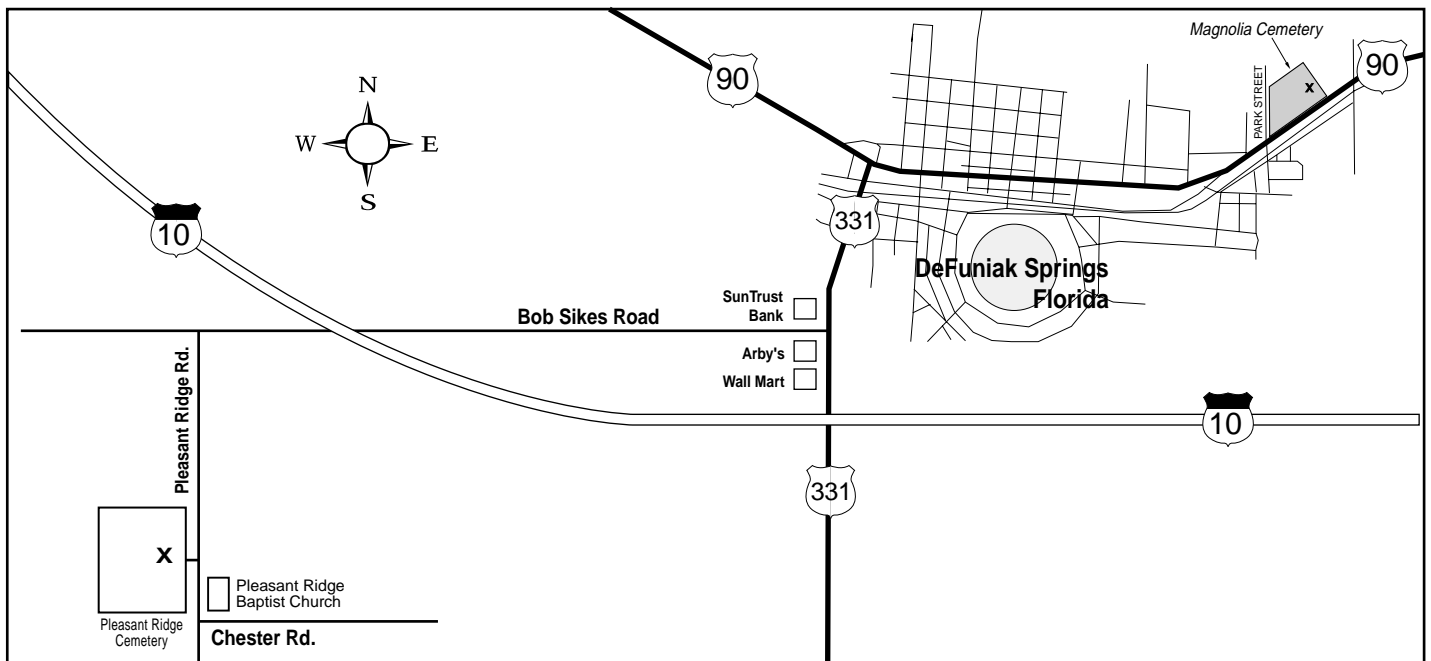 Magnolia Cemetery
90
90
PARK STREET
N
W
E
S
10
331
DeFuniak Springs
Florida
SunTrust
Bank
Bob Sikes Road
Arby's
Wall Mart
Pleasant Ridge Rd.
10
331
X
X
Pleasant Ridge
Baptist Church
Pleasant Ridge
Cemetery
Chester Rd.